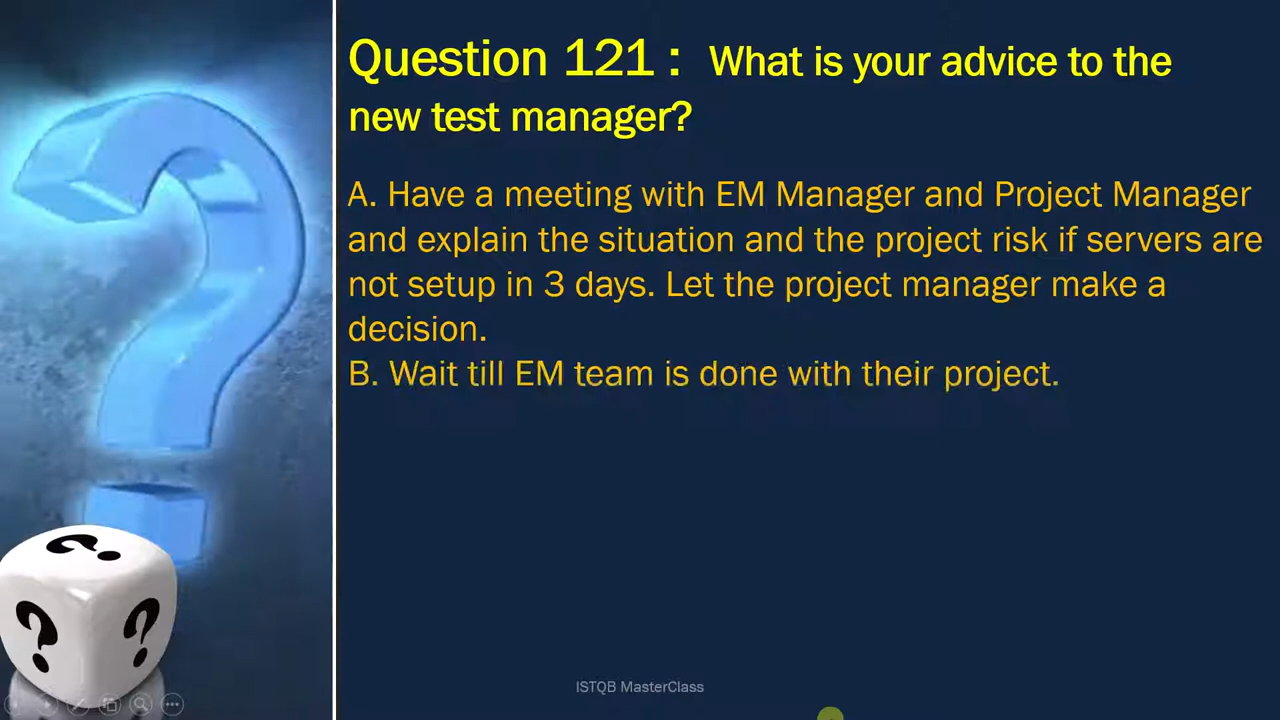 Question 121 : What is your advice to the
new test manager?
A. Have a meeting with EM Manager and Project Manager
and explain the situation and the project risk if servers are
not setup in 3 days. Let the project manager make a
decision.
B. Wait till EM team is done with their project.
? ? ?
ISTQB MasterClass